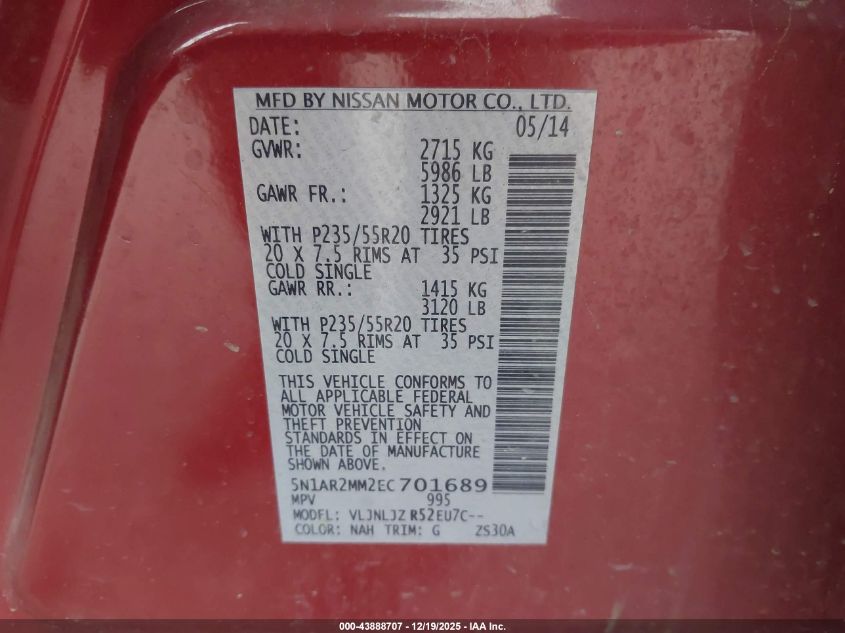 MFD BY NISSAN MOTOR CO., LTD.
DATE: 05/14
GVWR: 2715 KG
5986 LB
GAWR FR.: 1325 KG
2921 LB
WITH P235/55R20 TIRES
20 X 7.5 RIMS AT 35 PSI
COLD SINGLE
GAWR RR.: 1415 KG
3120 LB
WITH P235/55R20 TIRES
20 X 7.5 RIMS AT 35 PSI
COLD SINGLE
THIS VEHICLE CONFORMS TO
ALL APPLICABLE FEDERAL
MOTOR VEHICLE SAFETY AND
THEFT PREVENTION
STANDARDS IN EFFECT ON
THE DATE OF MANUFACTURE
SHOWN ABOVE.
5N1AR2MM2EC701689
MPV 995
MODEL: VLJNLJZ R52EU7C--
COLOR: NAH TRIM: G ZS30A
000-43888707 - 12/19/2025 - IAA Inc.